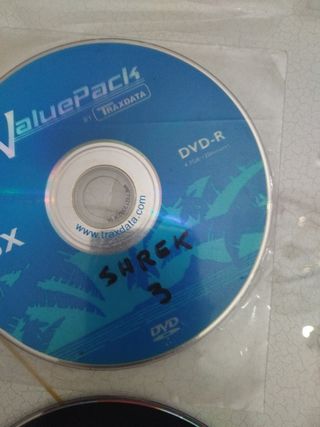 ValuePack
BY TRAXDATA
DVD-R
X
www.traxdata.com
SHREK
3
DVD